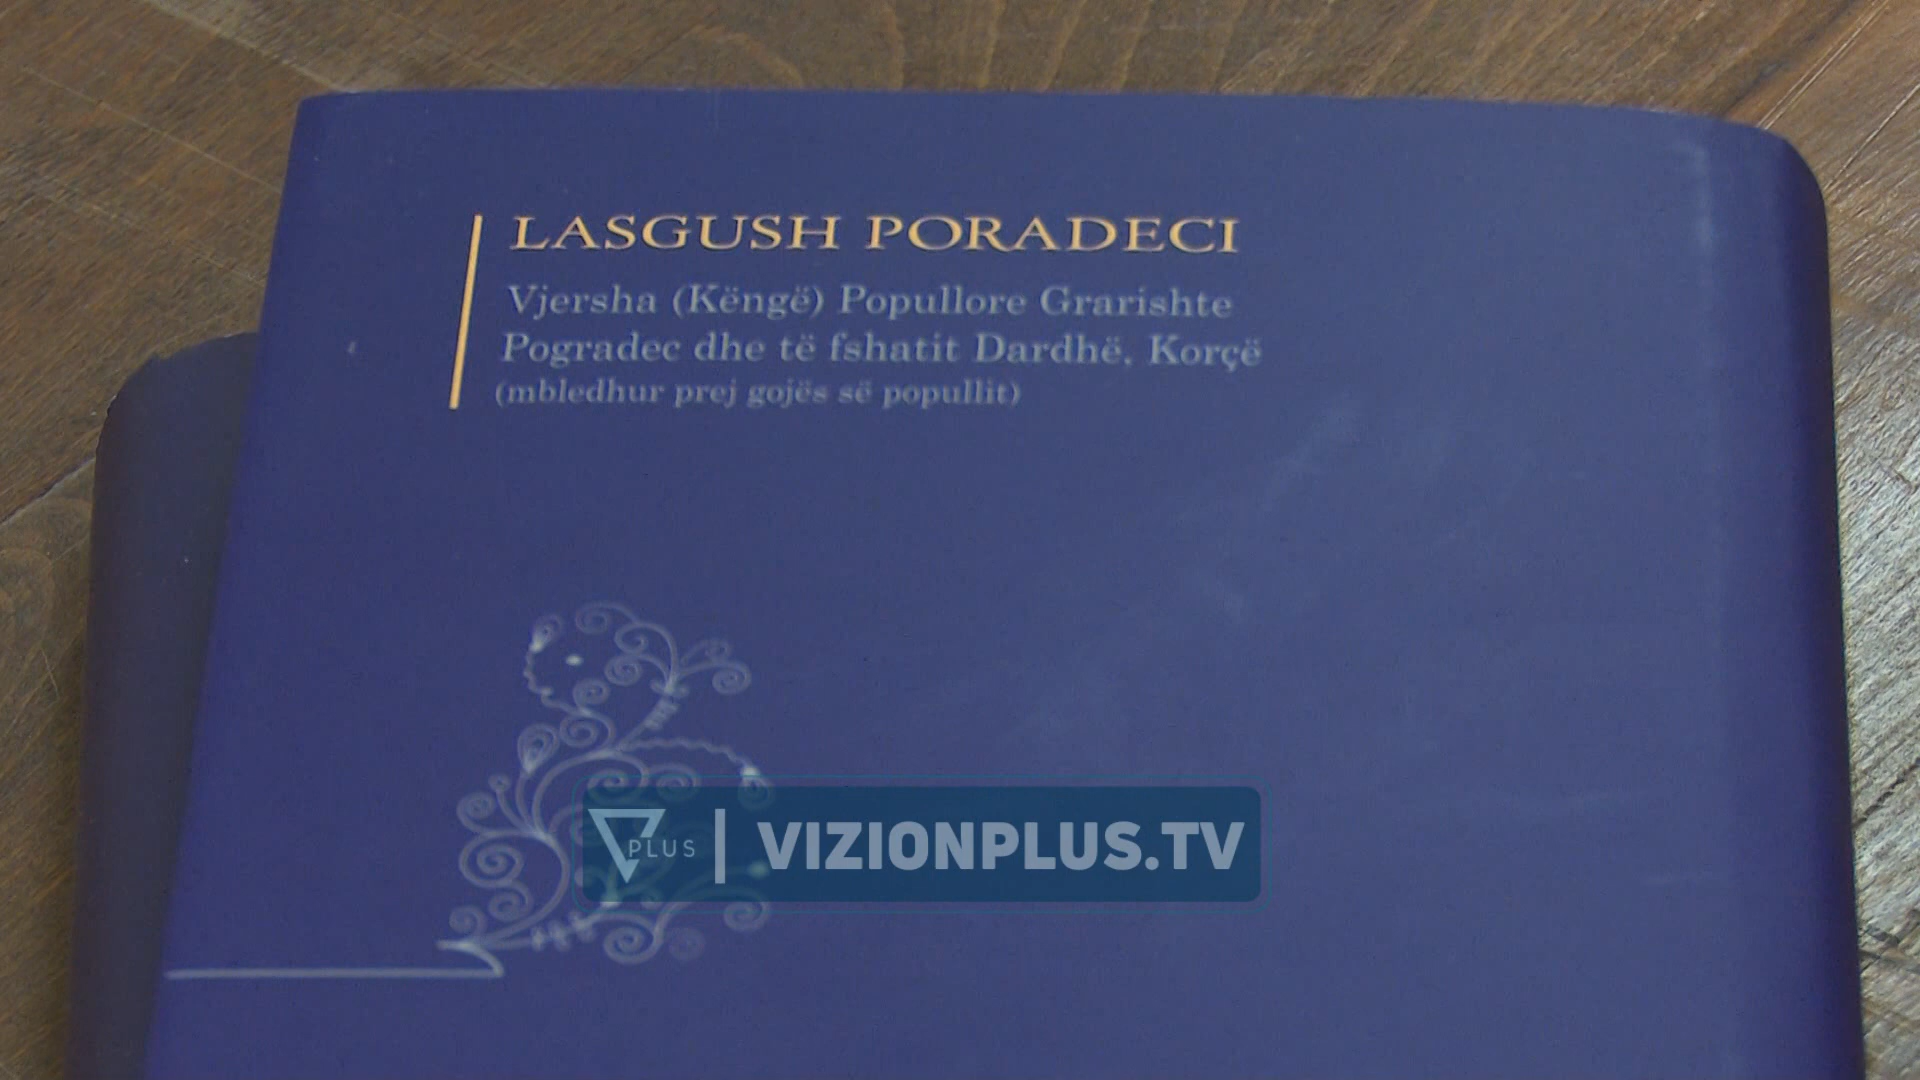 LASGUSH PORADECI
Vjersha (Këngë) Popullore Grarishte
Pogradec dhe të fshatit Dardhë, Korçë
(mbledhur prej gojës së popullit)
PLUS | VIZIONPLUS.TV